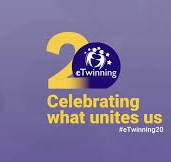 20
eTwinning
Celebrating
what unites us
#eTwinning20